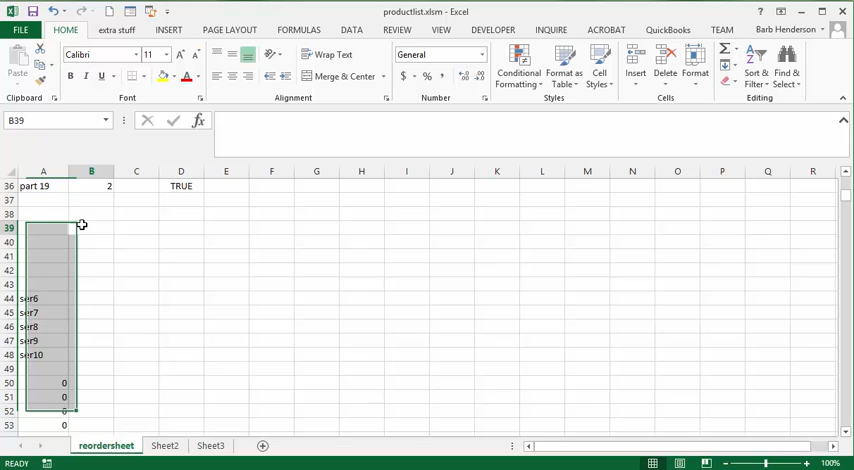 productlist.xlsm - Excel
FILE HOME extra stuff INSERT PAGE LAYOUT FORMULAS DATA REVIEW VIEW DEVELOPER INQUIRE ACROBAT QuickBooks TEAM Barb Henderson
Paste Calibri 11 A A Wrap Text General Conditional Formatting Format as Table Cell Styles Insert Delete Format Sort & Filter Find & Select
B I U A Merge & Center $ % ,
Clipboard Font Alignment Number Styles Cells Editing
B39 fx
A B C D E F G H I J K L M N O P Q R
36 part 19 2 TRUE
37
38
39
40
41
42
43
44 ser6
45 ser7
46 ser8
47 ser9
48 ser10
49
50 0
51 0
52 0
53 0
reordersheet Sheet2 Sheet3
READY 100%